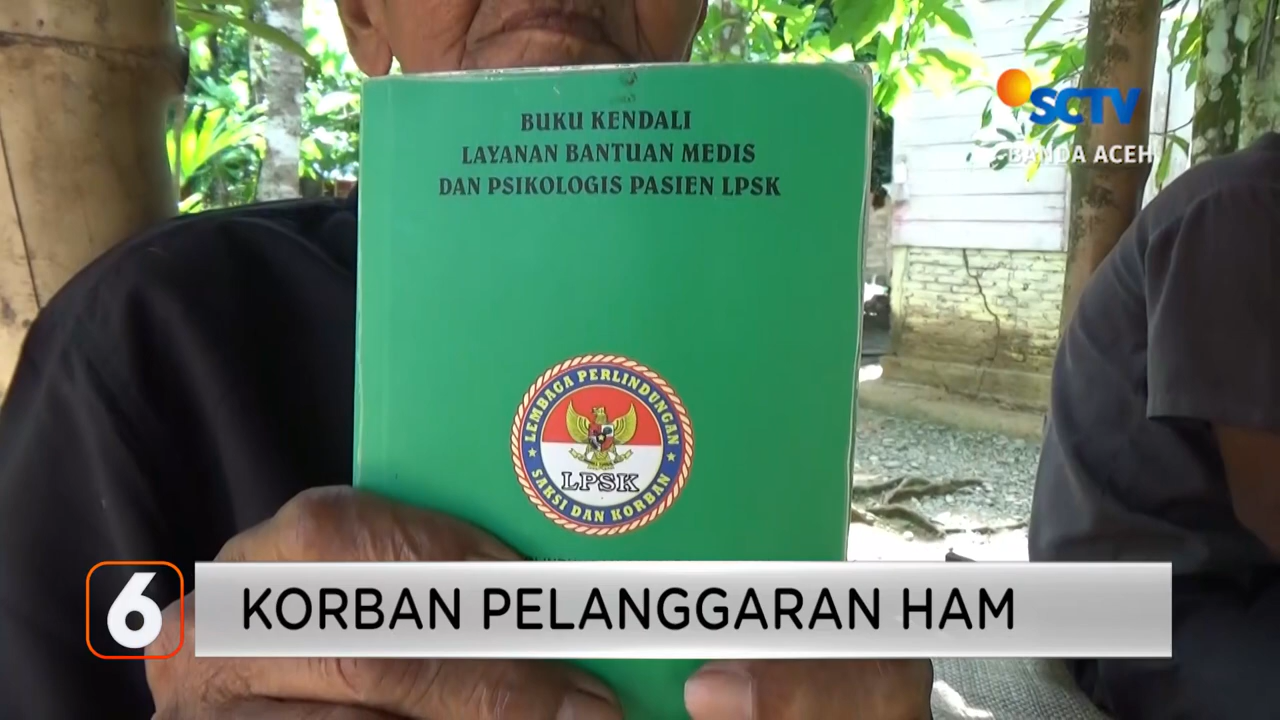 BUKU KENDALI
LAYANAN BANTUAN MEDIS
DAN PSIKOLOGIS PASIEN LPSK
SCTV
BANDA ACEH
LEMBAGA PERLINDUNGAN
LPSK
SAKSI DAN KORBAN
6
KORBAN PELANGGARAN HAM